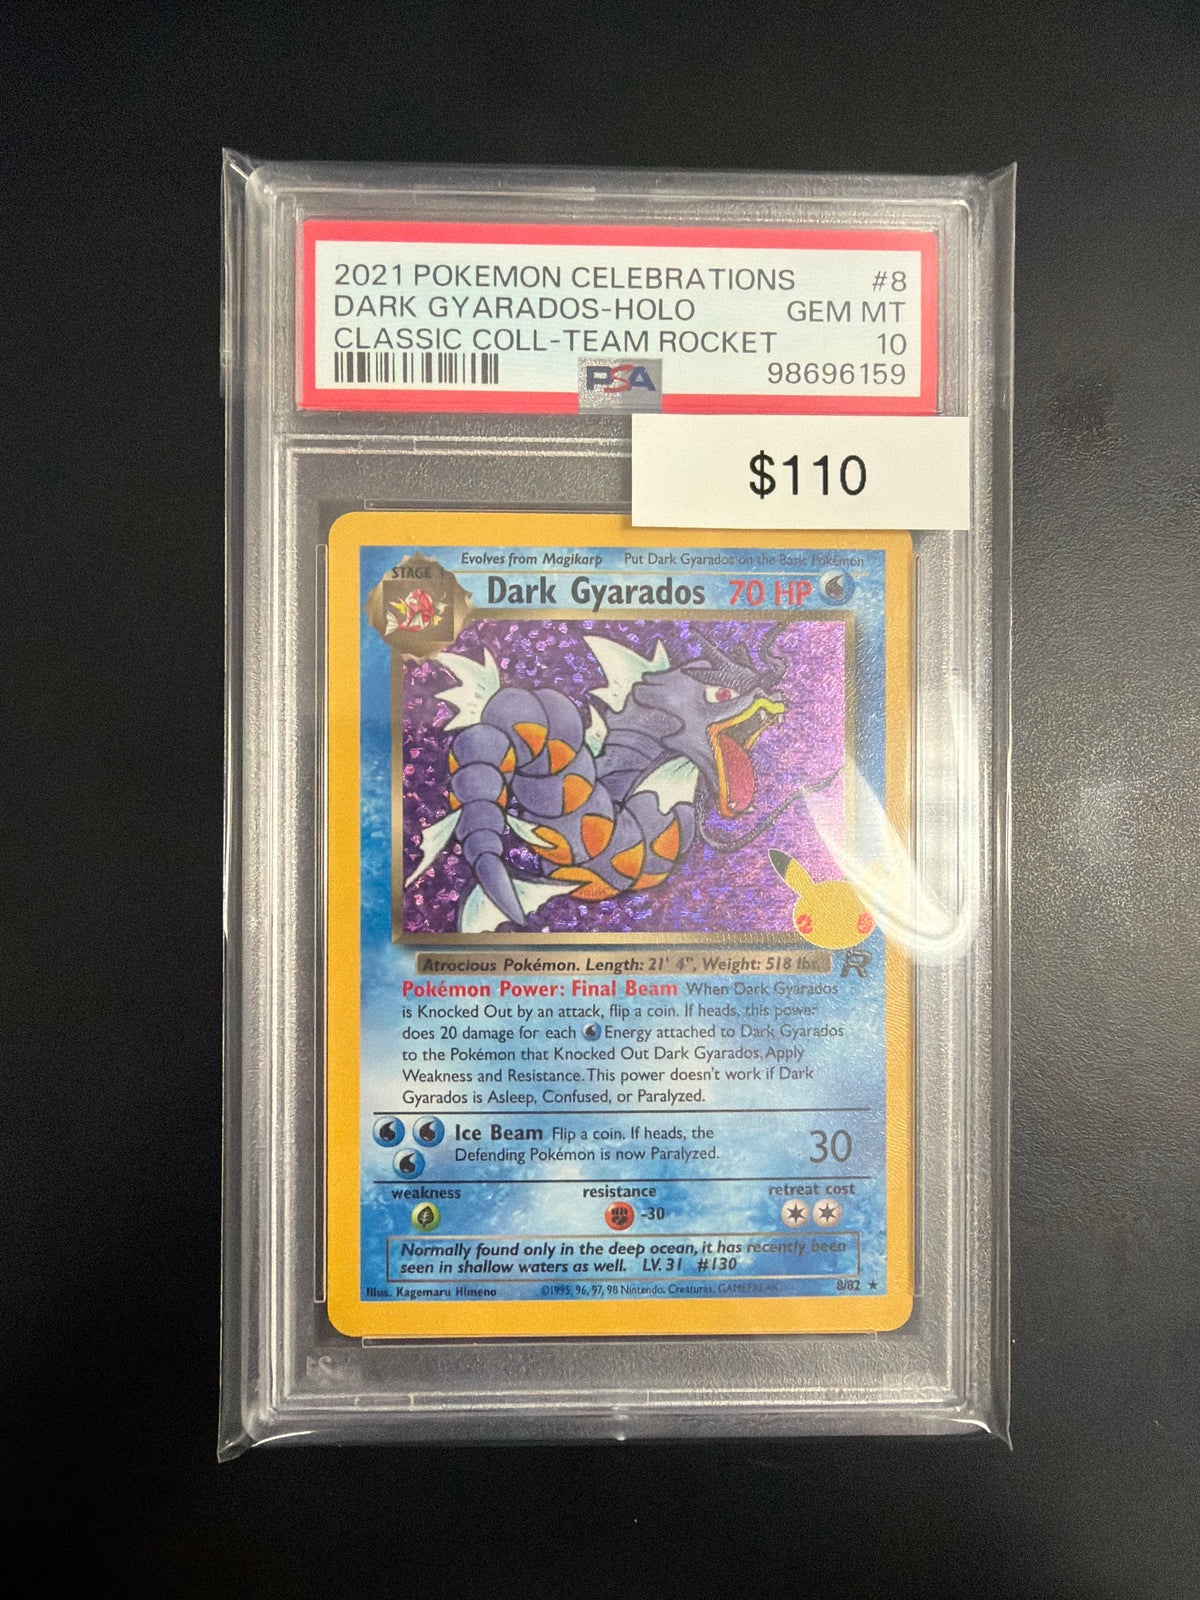 2021 POKEMON CELEBRATIONS #8
DARK GYARADOS-HOLO GEM MT
CLASSIC COLL-TEAM ROCKET 10
PSA 98696159
$110
Evolves from Magikarp Put Dark Gyarados on the Basic Pokémon
STAGE 1
Dark Gyarados 70 HP
2 5
Atrocious Pokémon. Length: 21' 4", Weight: 518 lbs.
R
Pokémon Power: Final Beam When Dark Gyarados
is Knocked Out by an attack, flip a coin. If heads, this power
does 20 damage for each Energy attached to Dark Gyarados
to the Pokémon that Knocked Out Dark Gyarados. Apply
Weakness and Resistance. This power doesn't work if Dark
Gyarados is Asleep, Confused, or Paralyzed.
Ice Beam Flip a coin. If heads, the
Defending Pokémon is now Paralyzed. 30
weakness resistance retreat cost
-30
Normally found only in the deep ocean, it has recently been
seen in shallow waters as well. LV. 31 #130
Illus. Kagemaru Himeno ©1995, 96, 97, 98 Nintendo, Creatures, GAMEFREAK. 8/82 ★